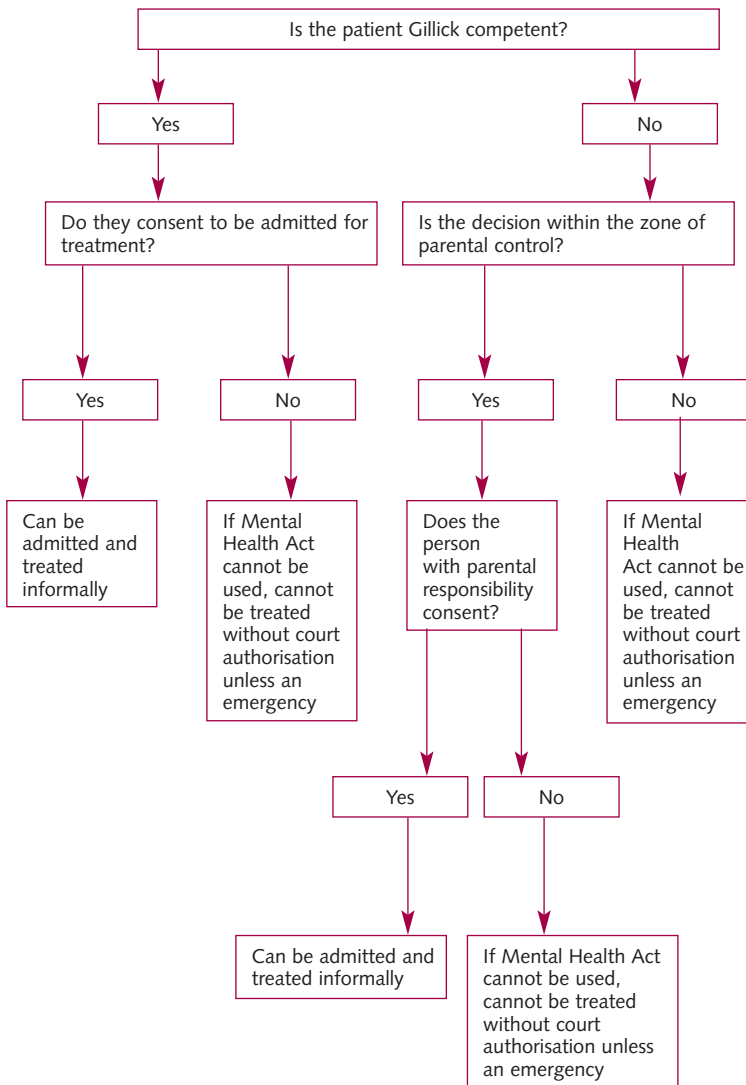 Is the patient Gillick competent?
Yes
No
Do they consent to be admitted for
treatment?
Is the decision within the zone of
parental control?
Yes
No
Yes
No
Can be
admitted and
treated
informally
If Mental
Health Act
cannot be
used, cannot
be treated
without court
authorisation
unless an
emergency
Does the
person
with parental
responsibility
consent?
If Mental
Health
Act cannot be
used, cannot
be treated
without court
authorisation
unless an
emergency
Yes
No
Can be admitted and
treated informally
If Mental Health Act
cannot be used,
cannot be treated
without court
authorisation unless
an emergency